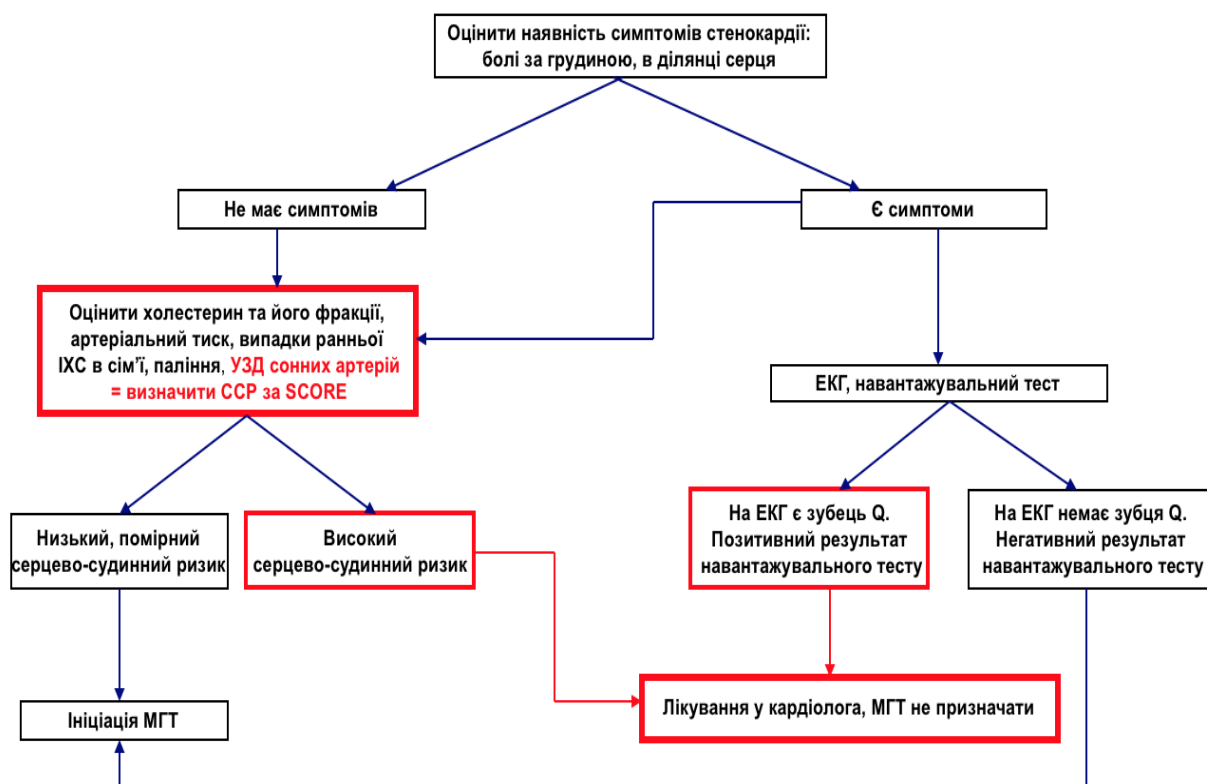 Оцінити наявність симптомів стенокардії:
болі за грудиною, в ділянці серця
Не має симптомів
Є симптоми
Оцінити холестерин та його фракції,
артеріальний тиск, випадки ранньої
ІХС в сім’ї, паління, УЗД сонних артерій
= визначити ССР за SCORE
ЕКГ, навантажувальний тест
Низький, помірний
серцево-судинний ризик
Високий
серцево-судинний ризик
На ЕКГ є зубець Q.
Позитивний результат
навантажувального тесту
На ЕКГ немає зубця Q.
Негативний результат
навантажувального тесту
Ініціація МГТ
Лікування у кардіолога, МГТ не призначати